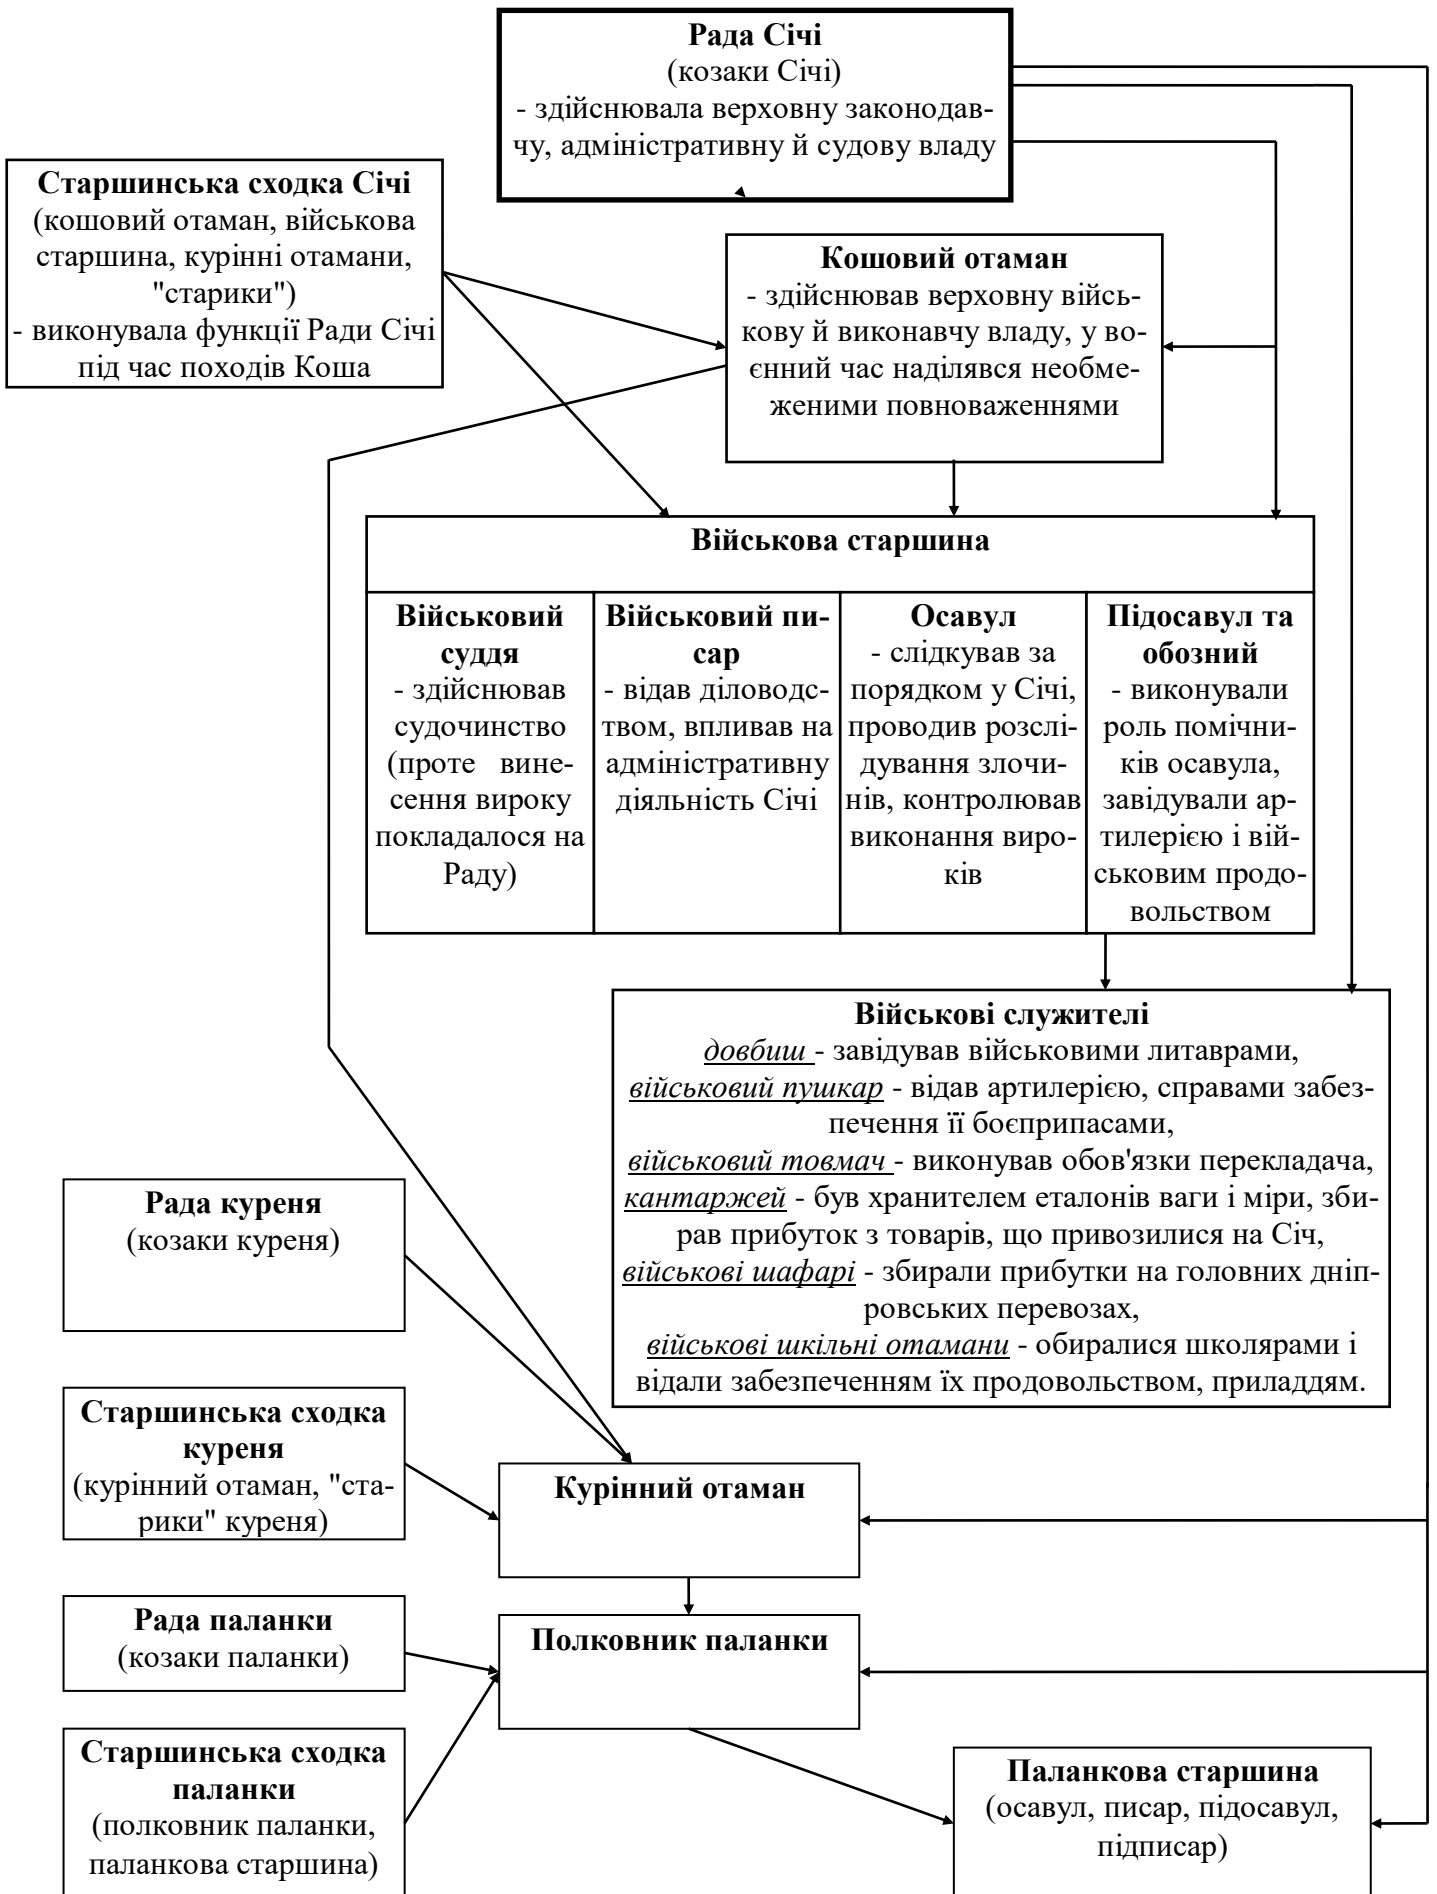 Рада Січі
(козаки Січі)
- здійснювала верховну законодав-
чу, адміністративну й судову владу
Старшинська сходка Січі
(кошовий отаман, військова
старшина, курінні отамани,
"старики")
- виконувала функції Ради Січі
під час походів Коша
Кошовий отаман
- здійснював верховну війсь-
кову й виконавчу владу, у во-
єнний час наділявся необме-
женими повноваженнями
Військова старшина
Військовий
суддя
- здійснював
судочинство
(проте вине-
сення вироку
покладалося на
Раду)
Військовий пи-
сар
- відав діловодс-
твом, впливав на
адміністративну
діяльність Січі
Осавул
- слідкував за
порядком у Січі,
проводив розслі-
дування злочи-
нів, контролював
виконання виро-
ків
Підосавул та
обозний
- виконували
роль помічни-
ків осавула,
завідували ар-
тилерією і вій-
ськовим продо-
вольством
Військові служителі
довбиш - завідував військовими литаврами,
військовий пушкар - відав артилерією, справами забез-
печення її боєприпасами,
військовий товмач - виконував обов'язки перекладача,
кантаржей - був хранителем еталонів ваги і міри, зби-
рав прибуток з товарів, що привозилися на Січ,
військові шафарі - збирали прибутки на головних дніп-
ровських перевозах,
військові шкільні отамани - обиралися школярами і
відали забезпеченням їх продовольством, приладдям.
Рада куреня
(козаки куреня)
Старшинська сходка
куреня
(курінний отаман, "ста-
рики" куреня)
Курінний отаман
Рада паланки
(козаки паланки)
Полковник паланки
Старшинська сходка
паланки
(полковник паланки,
паланкова старшина)
Паланкова старшина
(осавул, писар, підосавул,
підписар)